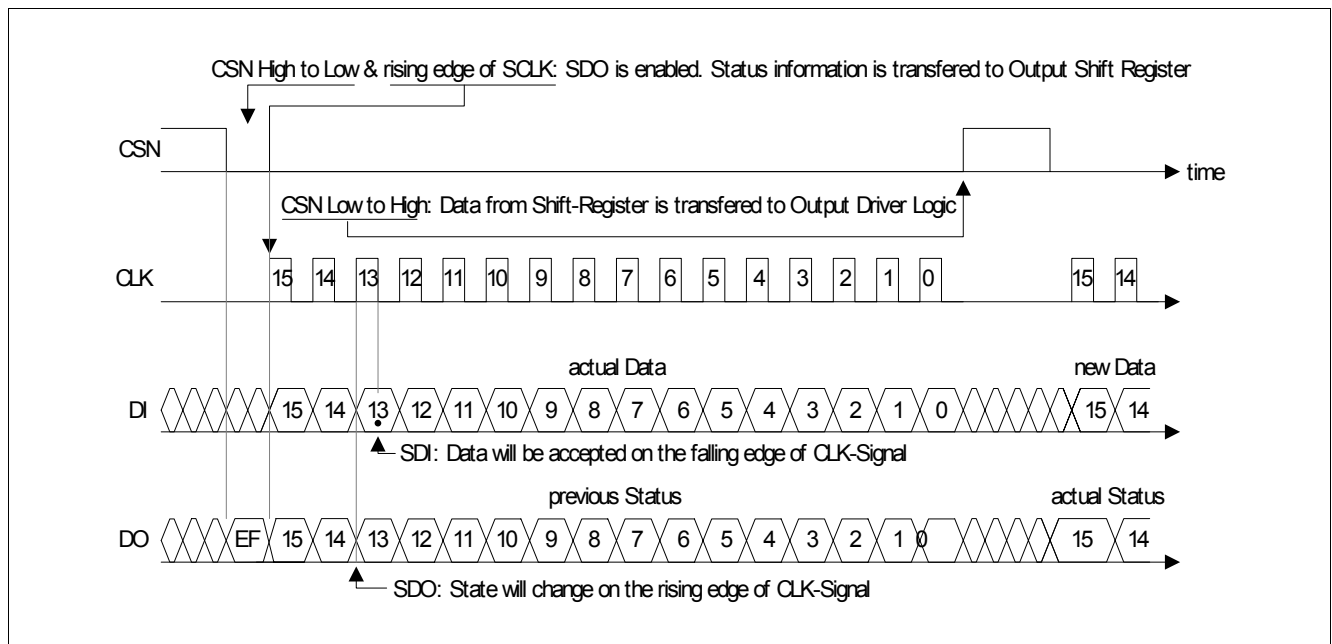 CSN High to Low & rising edge of SCLK: SDO is enabled. Status information is transfered to Output Shift Register
CSN
time
CSN Low to High: Data from Shift-Register is transfered to Output Driver Logic
CLK 15 14 13 12 11 10 9 8 7 6 5 4 3 2 1 0 15 14
actual Data new Data
DI 15 14 13 12 11 10 9 8 7 6 5 4 3 2 1 0 15 14
SDI: Data will be accepted on the falling edge of CLK-Signal
previous Status actual Status
DO EF 15 14 13 12 11 10 9 8 7 6 5 4 3 2 1 0 15 14
SDO: State will change on the rising edge of CLK-Signal